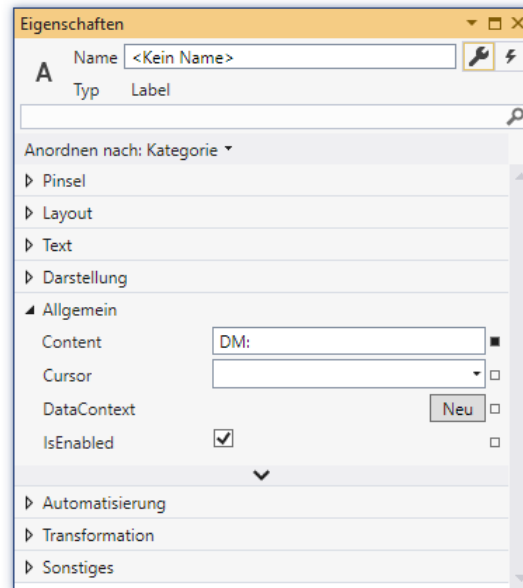 Eigenschaften
Name <Kein Name>
A
Typ Label
Anordnen nach: Kategorie
Pinsel
Layout
Text
Darstellung
Allgemein
Content DM:
Cursor
DataContext Neu
IsEnabled
Automatisierung
Transformation
Sonstiges